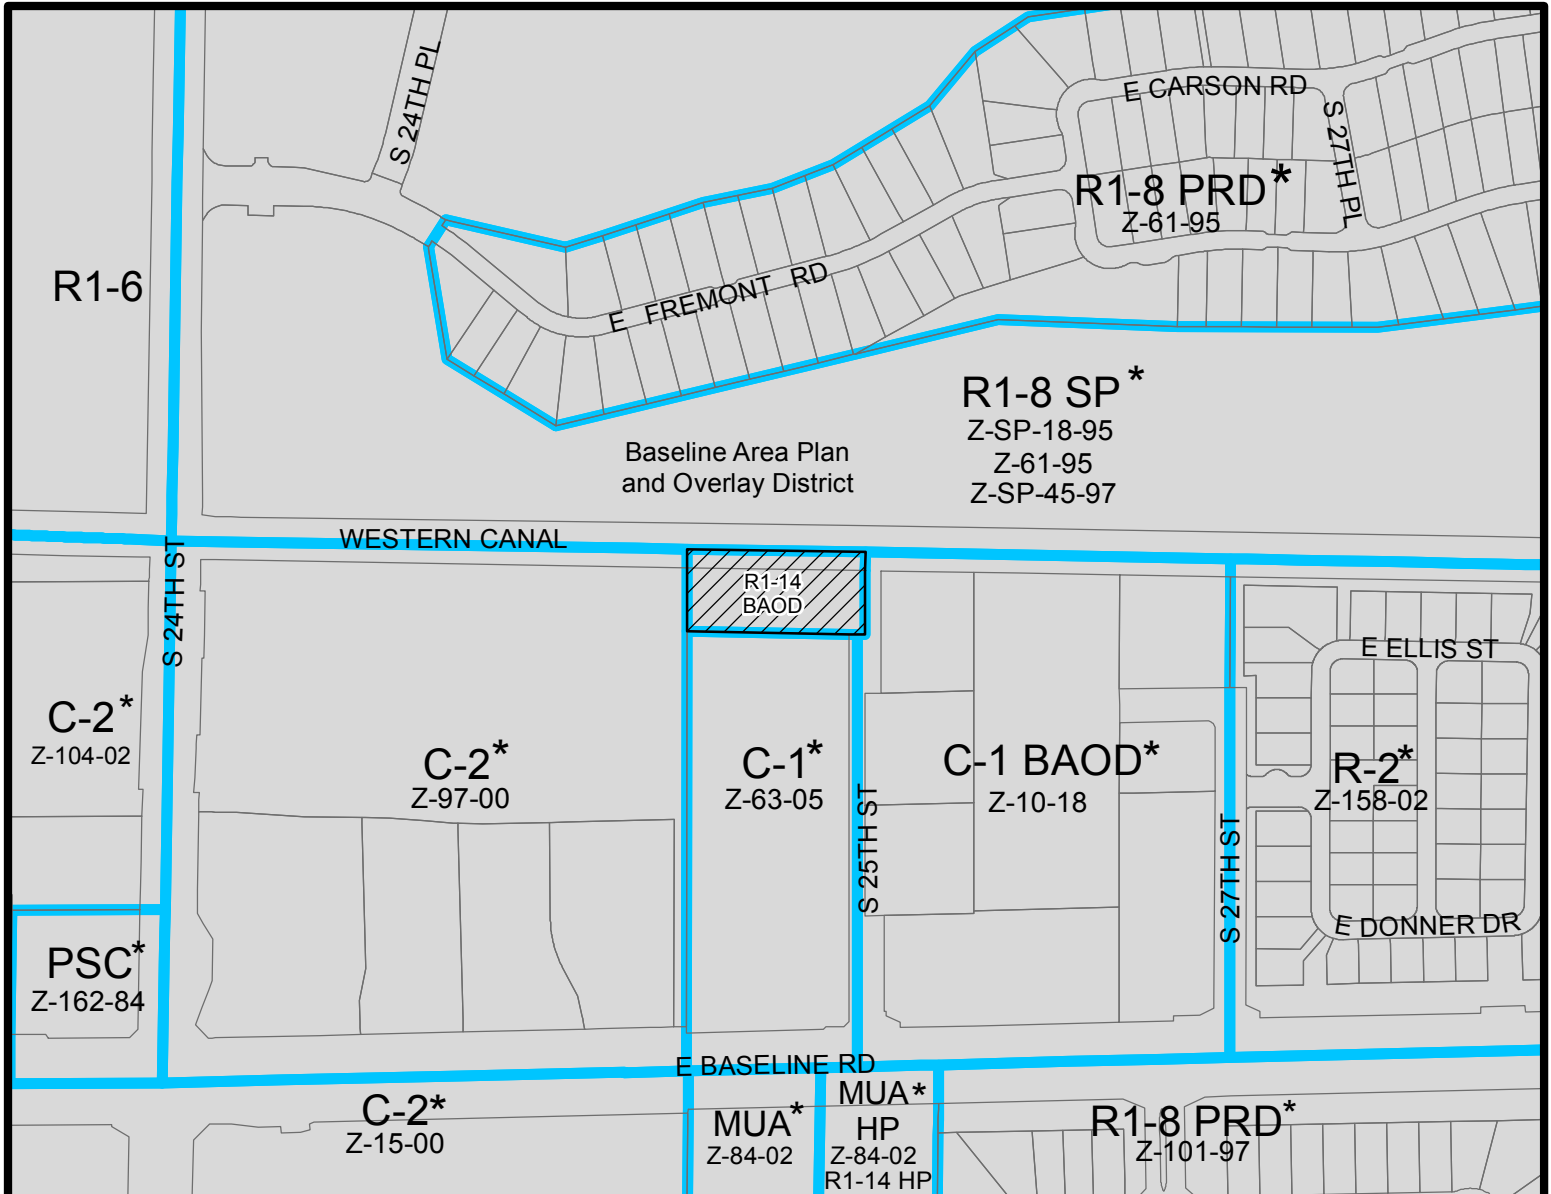 S 24TH PL
E CARSON RD
S 27TH PL
R1-8 PRD*
Z-61-95
R1-6
E FREMONT RD
R1-8 SP*
Z-SP-18-95
Z-61-95
Z-SP-45-97
Baseline Area Plan
and Overlay District
WESTERN CANAL
S 24TH ST
R1-14
BAOD
E ELLIS ST
C-2*
Z-104-02
C-2*
Z-97-00
C-1*
Z-63-05
S 25TH ST
C-1 BAOD*
Z-10-18
S 27TH ST
R-2*
Z-158-02
E DONNER DR
PSC*
Z-162-84
E BASELINE RD
C-2*
Z-15-00
MUA*
Z-84-02
MUA*
HP
Z-84-02
R1-14 HP
R1-8 PRD*
Z-101-97